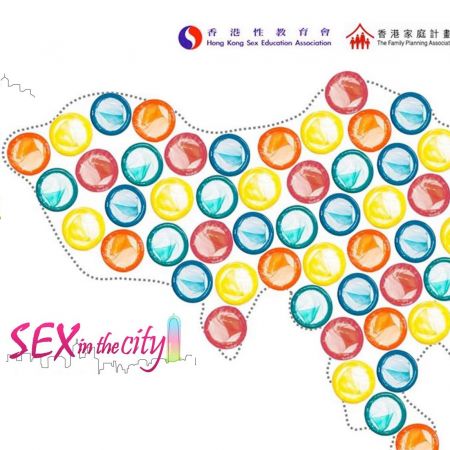 香港性教育會
Hong Kong Sex Education Association
香港家庭計劃
The Family Planning Associat
SEX in the city